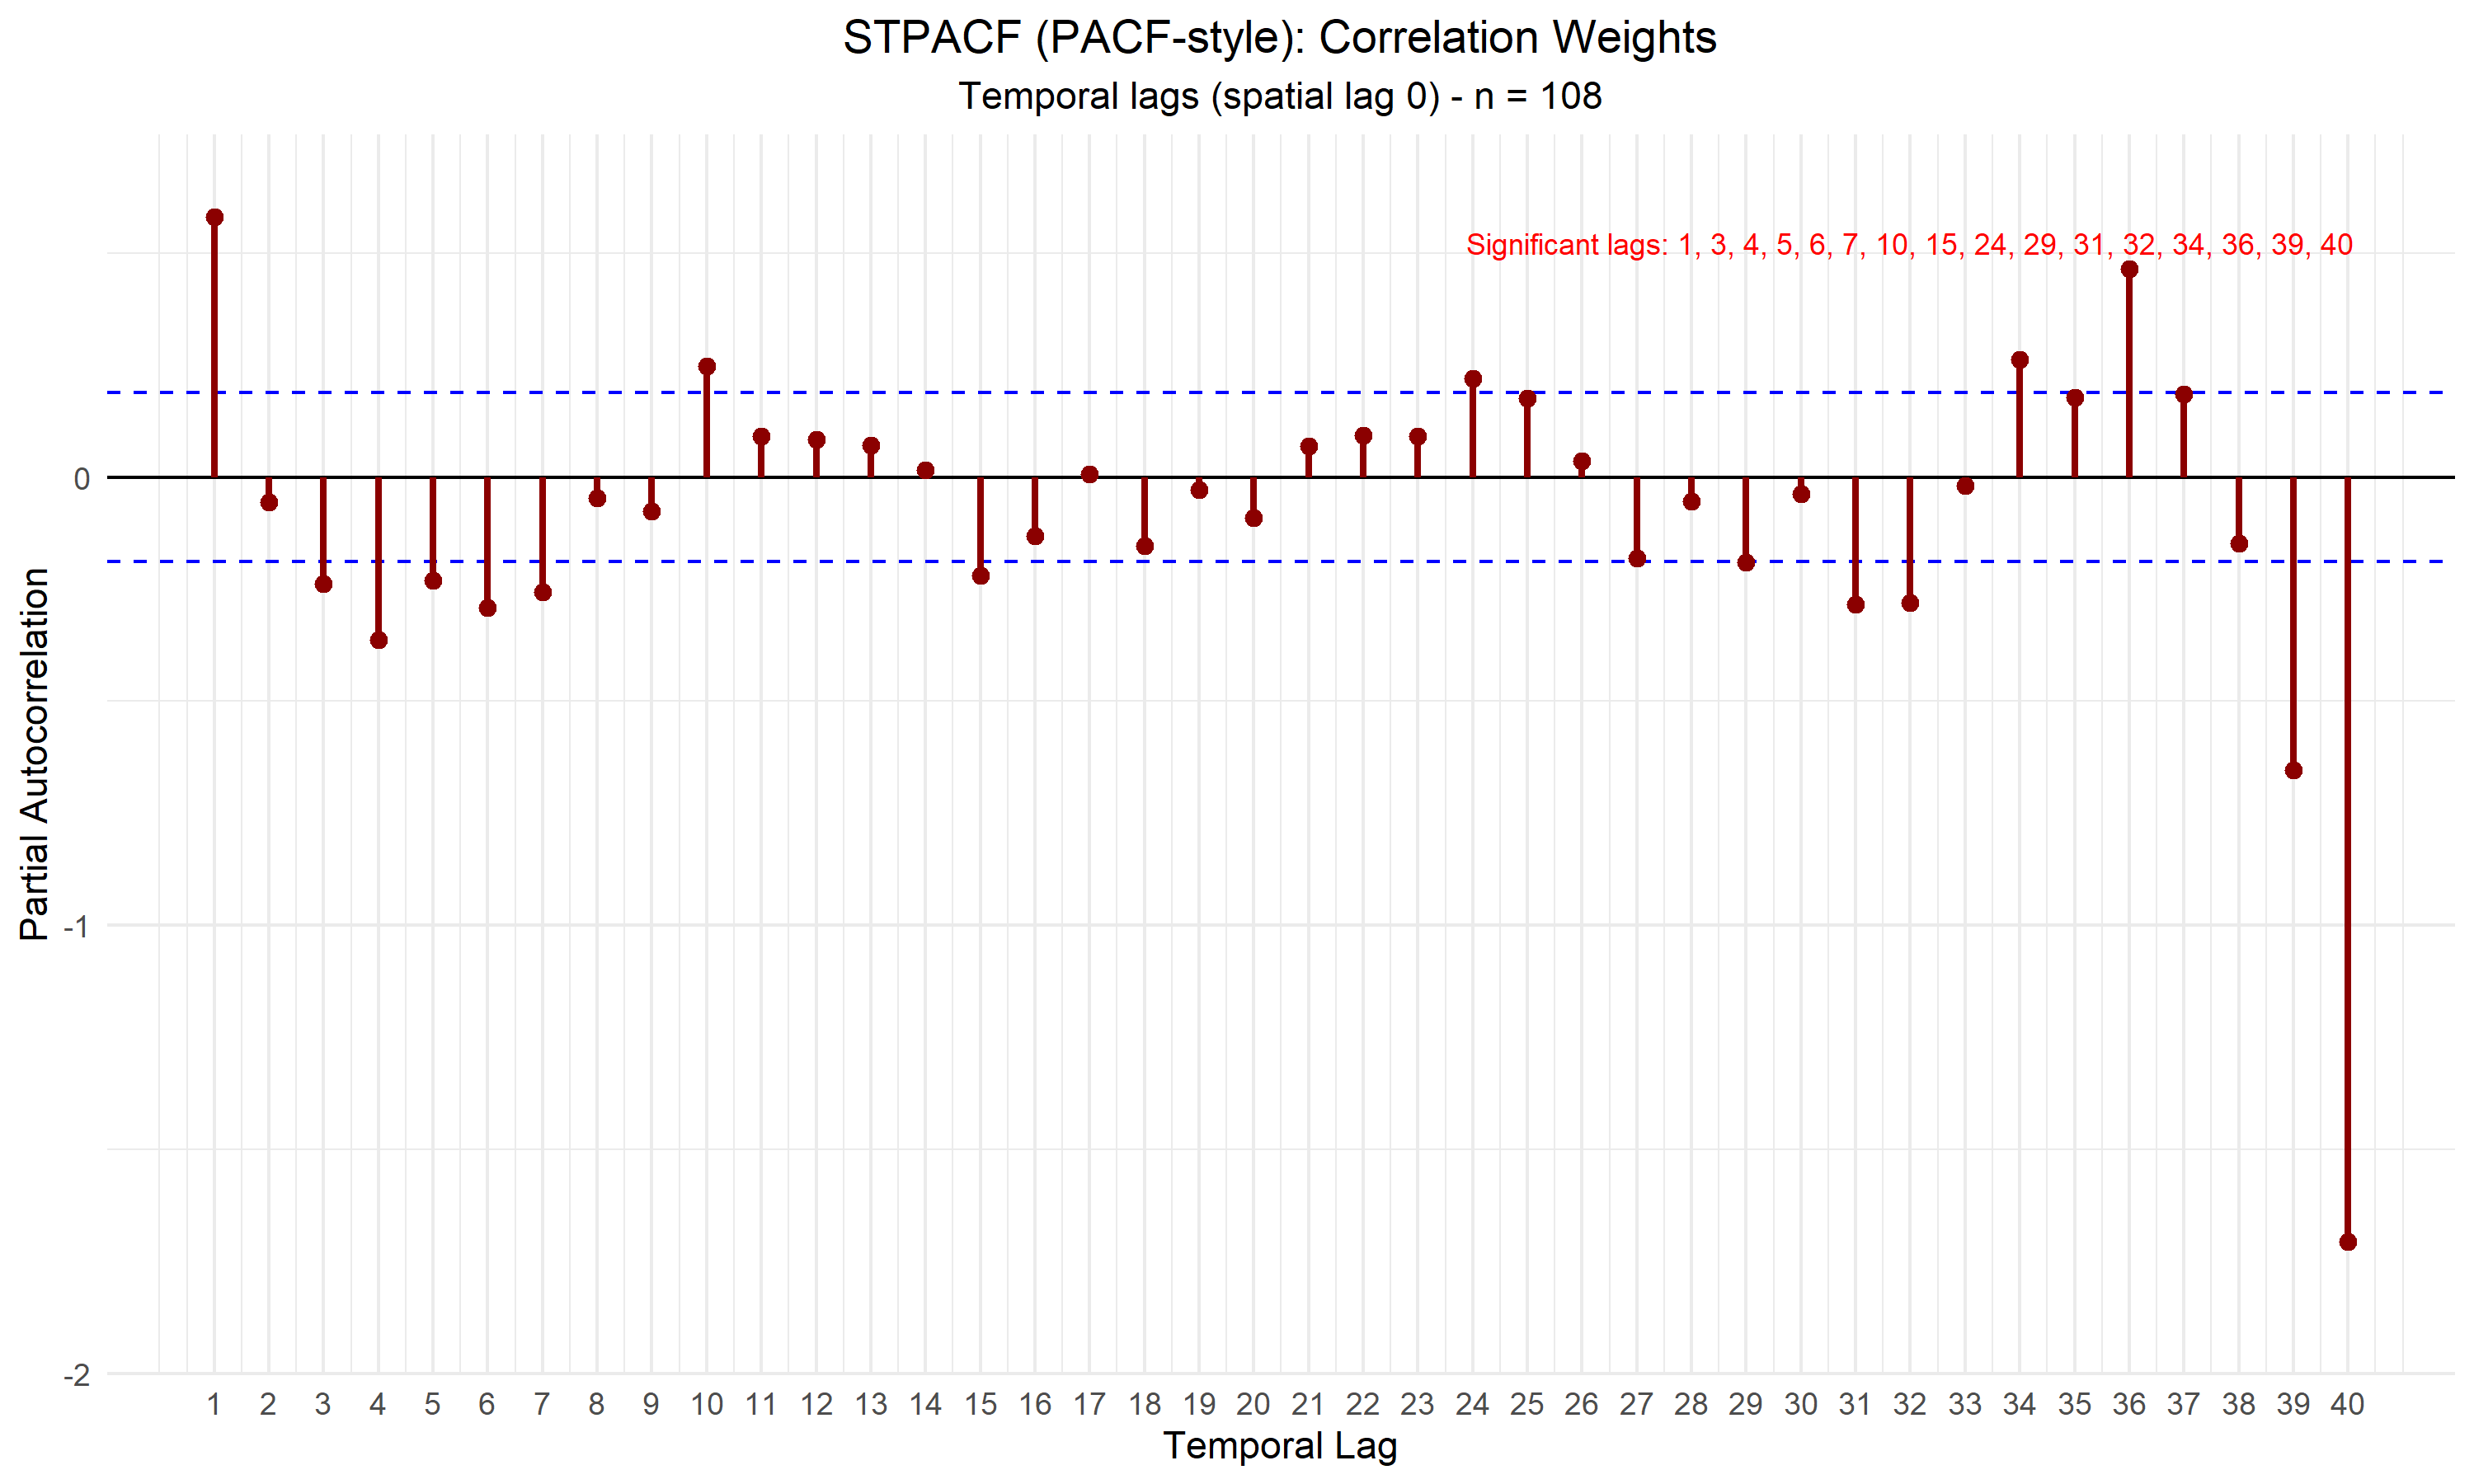 STPACF (PACF-style): Correlation Weights
Temporal lags (spatial lag 0) - n = 108
Significant lags: 1, 3, 4, 5, 6, 7, 10, 15, 24, 29, 31, 32, 34, 36, 39, 40
Partial Autocorrelation
0
-1
-2
1 2 3 4 5 6 7 8 9 10 11 12 13 14 15 16 17 18 19 20 21 22 23 24 25 26 27 28 29 30 31 32 33 34 35 36 37 38 39 40
Temporal Lag